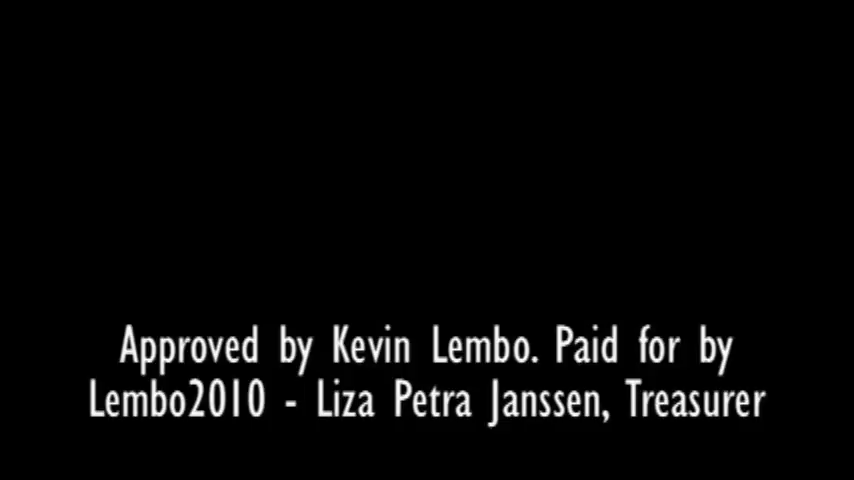 Approved by Kevin Lembo. Paid for by
Lembo2010 - Liza Petra Janssen, Treasurer